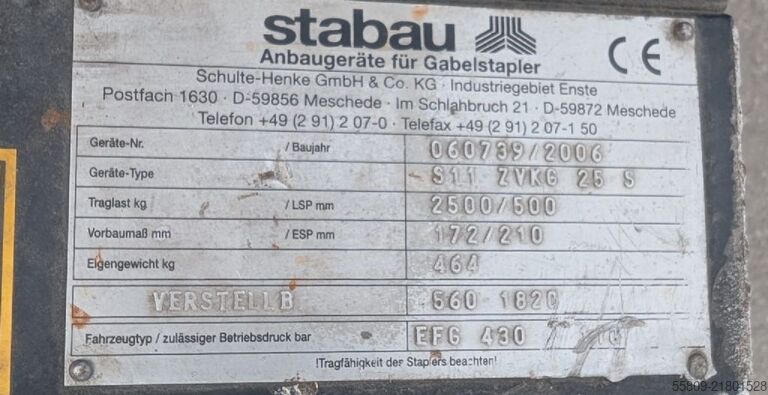 stabau
Anbaugeräte für Gabelstapler
CE
Schulte-Henke GmbH & Co. KG · Industriegebiet Enste
Postfach 1630 · D-59856 Meschede · Im Schlahbruch 21 · D-59872 Meschede
Telefon +49 (2 91) 2 07-0 · Telefax +49 (2 91) 2 07-1 50
Geräte-Nr. / Baujahr 060739/2006
Geräte-Type S11 ZVKG 25 S
Traglast kg / LSP mm 2500/500
Vorbaumaß mm / ESP mm 172/210
Eigengewicht kg 464
VERSTELLB 560 1820
Fahrzeugtyp / zulässiger Betriebsdruck bar EFG 430
!Tragfähigkeit des Staplers beachten!
55809-21801528